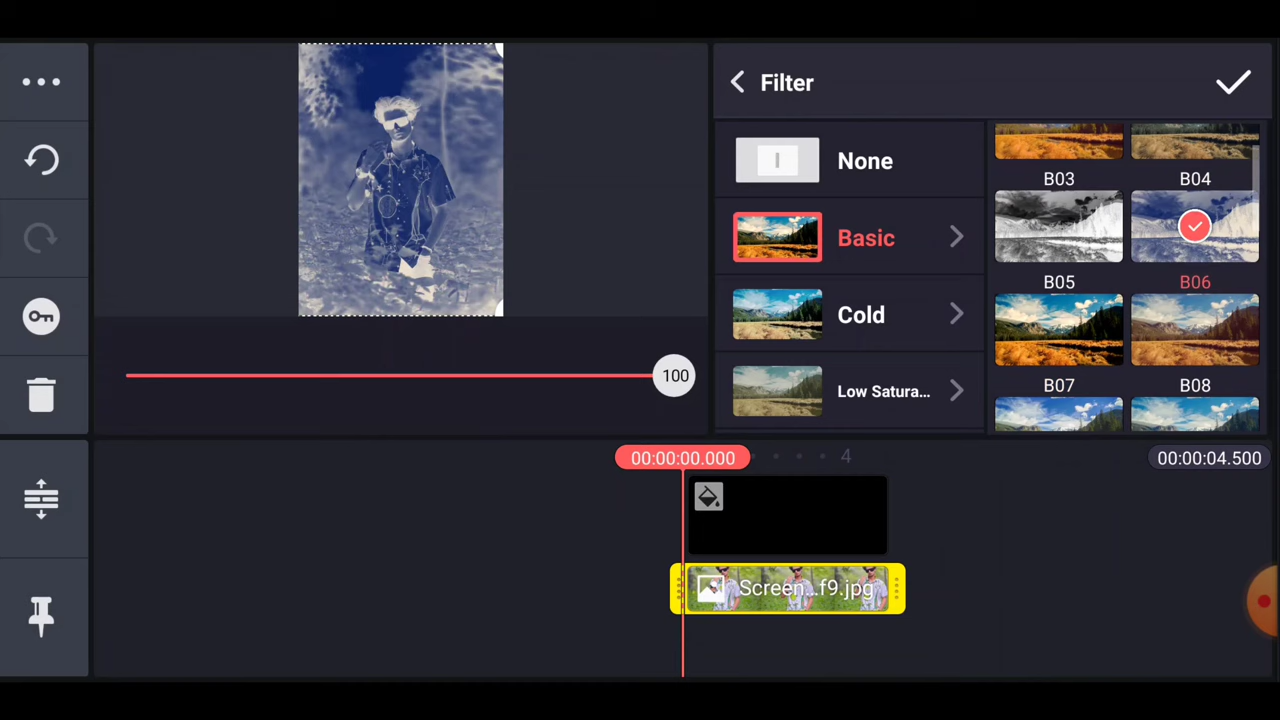 Filter
None
Basic
Cold
Low Satura...
B03
B04
B05
B06
B07
B08
100
00:00:00.000
4
00:00:04.500
Screen...f9.jpg